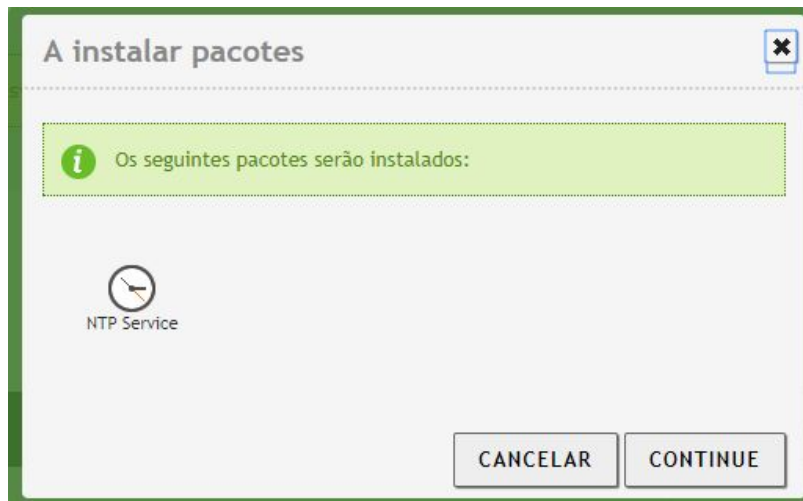 A instalar pacotes
Os seguintes pacotes serão instalados:
NTP Service
CANCELAR
CONTINUE